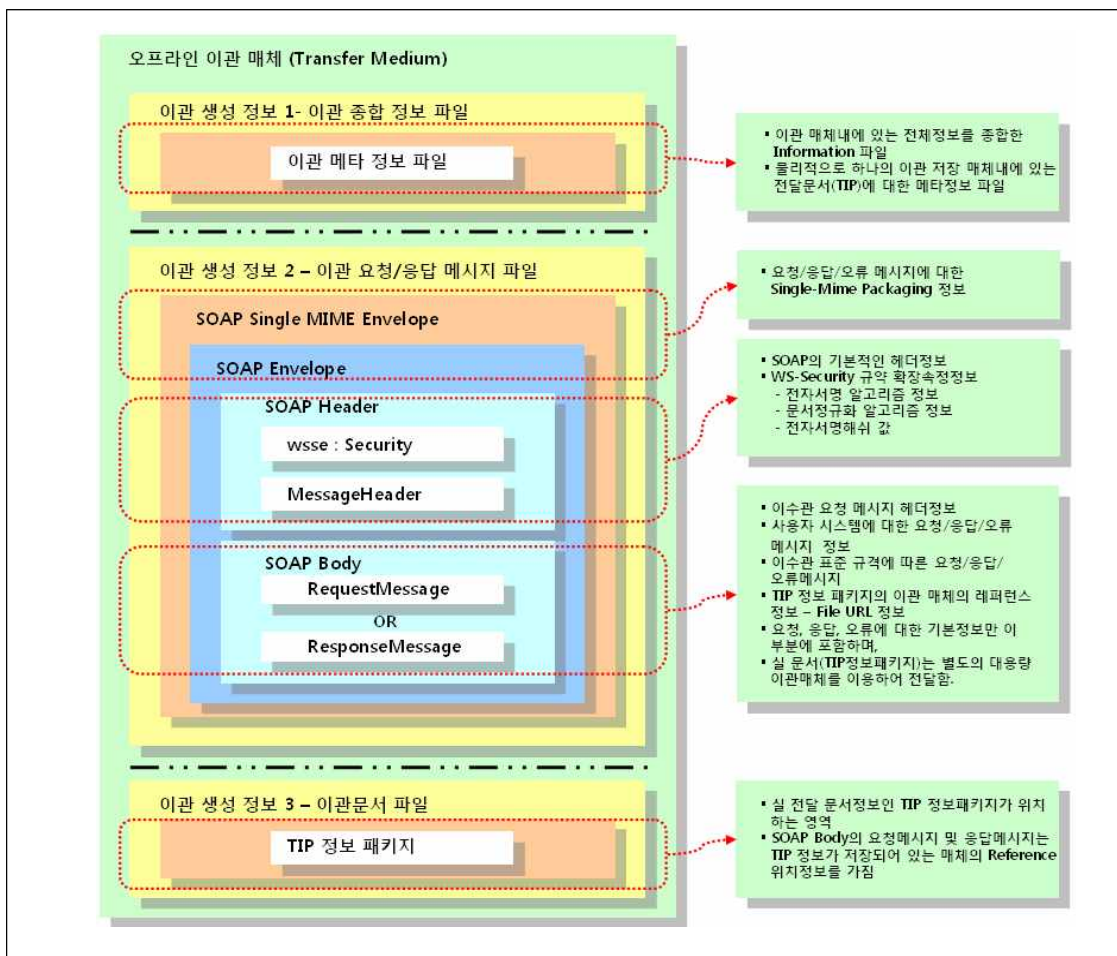 오프라인 이관 매체 (Transfer Medium)
이관 생성 정보 1- 이관 종합 정보 파일
이관 메타 정보 파일
▪ 이관 매체내에 있는 전체정보를 종합한
Information 파일
▪ 물리적으로 하나의 이관 저장 매체내에 있는
전달문서(TIP)에 대한 메타정보 파일
이관 생성 정보 2 – 이관 요청/응답 메시지 파일
SOAP Single MIME Envelope
SOAP Envelope
▪ 요청/응답/오류 메시지에 대한
Single-Mime Packaging 정보
SOAP Header
wsse : Security
MessageHeader
▪ SOAP의 기본적인 헤더정보
▪ WS-Security 규약 확장속정정보
- 전자서명 알고리즘 정보
- 문서정규화 알고리즘 정보
- 전자서명해쉬 값
SOAP Body
RequestMessage
OR
ResponseMessage
▪ 이수관 요청 메시지 헤더정보
▪ 사용자 시스템에 대한 요청/응답/오류
메시지 정보
▪ 이수관 표준 규격에 따른 요청/응답/
오류메시지
▪ TIP 정보 패키지의 이관 매체의 레퍼런스
정보 – File URL 정보
▪ 요청, 응답, 오류에 대한 기본정보만 이
부분에 포함하며,
▪ 실 문서(TIP정보패키지)는 별도의 대용량
이관매체를 이용하여 전달함.
이관 생성 정보 3 – 이관문서 파일
TIP 정보 패키지
▪ 실 전달 문서정보인 TIP 정보패키지가 위치
하는 영역
▪ SOAP Body의 요청메시지 및 응답메시지는
TIP 정보가 저장되어 있는 매체의 Reference
위치정보를 가짐